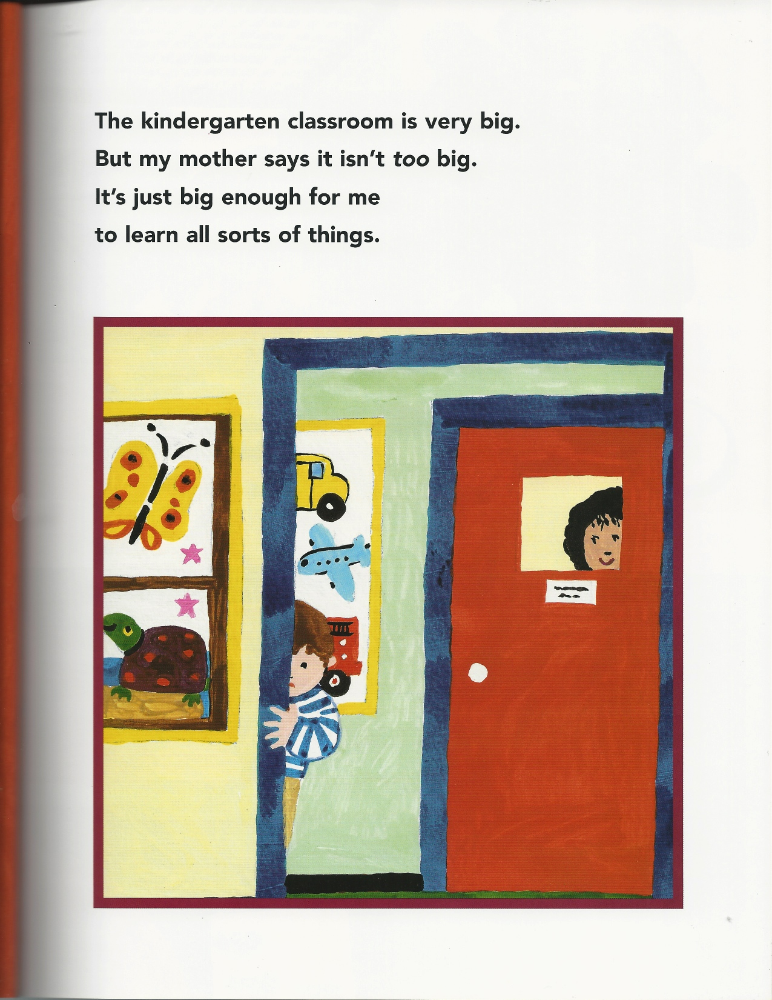 The kindergarten classroom is very big.
But my mother says it isn't too big.
It's just big enough for me
to learn all sorts of things.